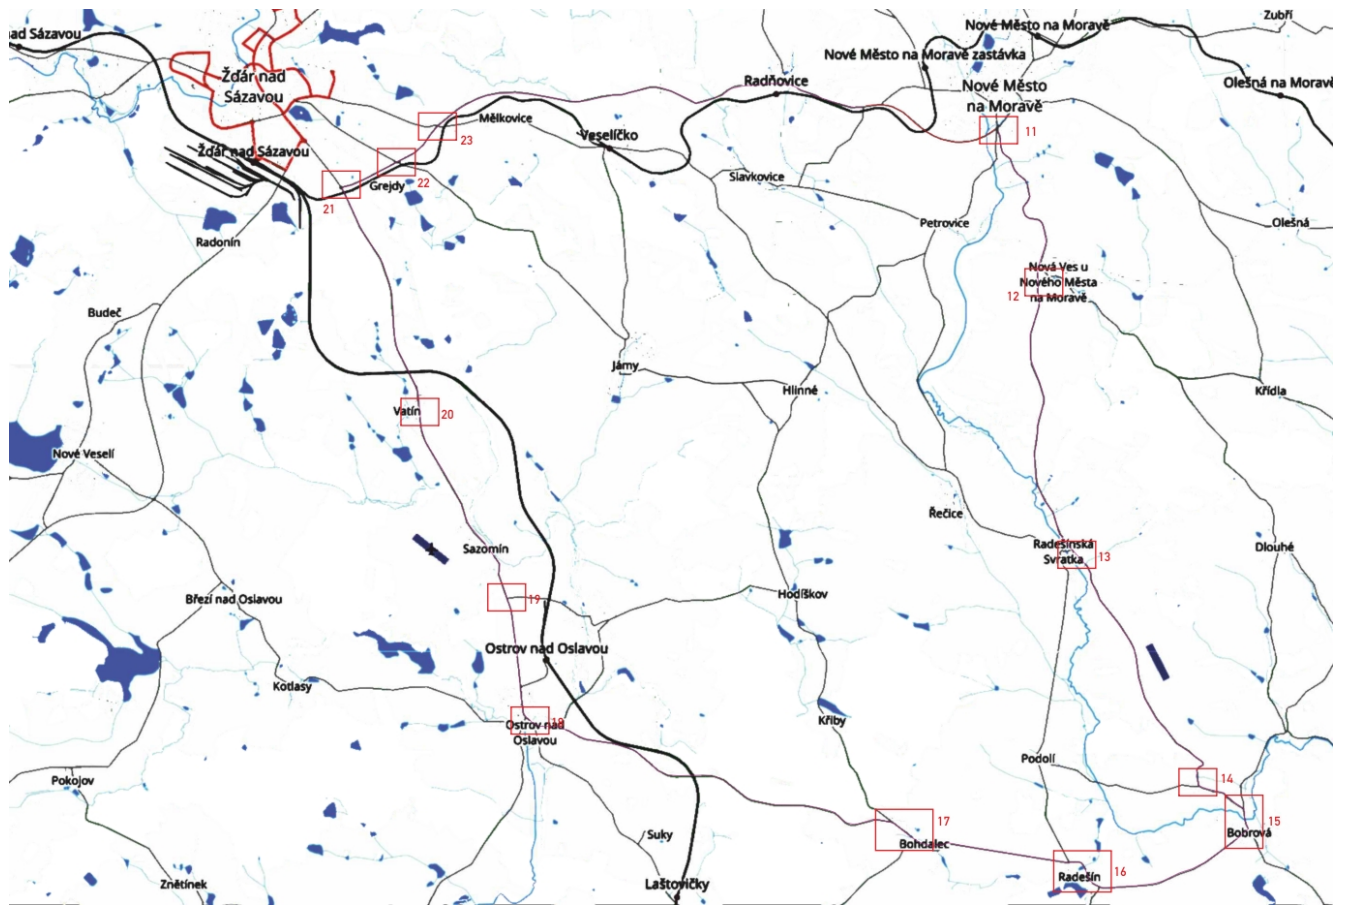 nad Sázavou
Nové Město na Moravě
Zubří
Nové Město na Moravě zastávka
Žďár nad
Sázavou
Radňovice
Nové Město
na Moravě
Olešná na Moravě
11
Mělkovice
23
Veselíčko
Žďár nad Sázavou
Grejdy
22
21
Slavkovice
Radonín
Petrovice
Olešná
Nová Ves u
Nového Města
na Moravě
12
Budeč
Jámy
Hlinné
Křídla
Vatín
20
Nové Veselí
Řečice
Radešínská
Svratka
13
Dlouhé
Sazomín
Březí nad Oslavou
19
Hodíškov
Ostrov nad Oslavou
Kotlasy
Ostrov nad
Oslavou
18
Křiby
Podolí
Pokojov
14
17
15
Suky
Bohdalec
Bobrová
Znětínek
Laštovičky
Radešín
16